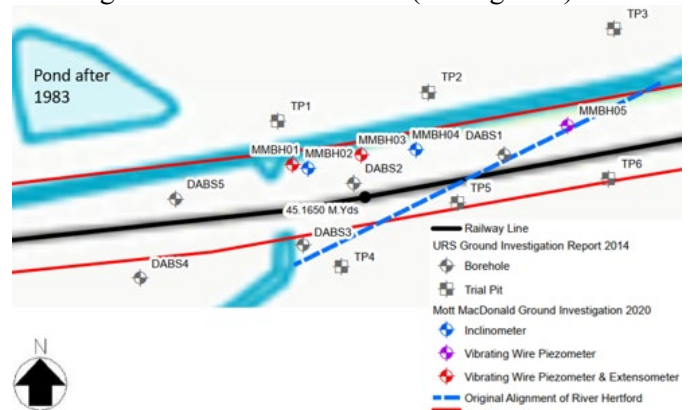 TP3
Pond after
1983
TP2
TP1
MMBH05
MMBH04
DABS1
MMBH03
MMBH01
MMBH02
DABS2
TP6
DABS5
TP5
45.1650 M.Yds
DABS3
DABS4
TP4
Railway Line
URS Ground Investigation Report 2014
Borehole
Trial Pit
Mott MacDonald Ground Investigation 2020
Inclinometer
Vibrating Wire Piezometer
Vibrating Wire Piezometer & Extensometer
Original Alignment of River Hertford
N